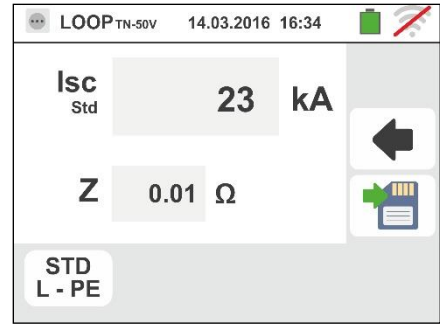 LOOP TN-50V 14.03.2016 16:34
Isc
Std
23 kA
Z 0.01 Ω
STD
L - PE